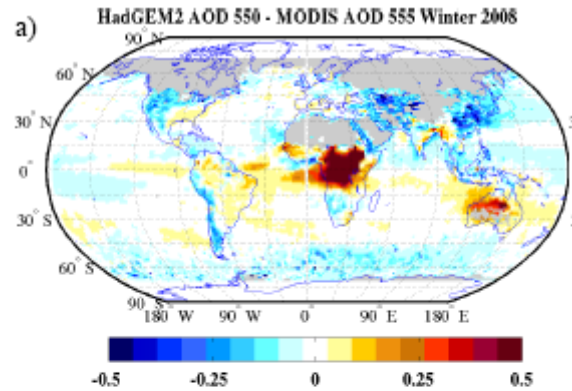 HadGEM2 AOD 550 - MODIS AOD 555 Winter 2008
a)
90° N
60° N
30° N
0°
30° S
60° S
90° S
180° W 90° W 0° 90° E 180° E
-0.5 -0.25 0 0.25 0.5